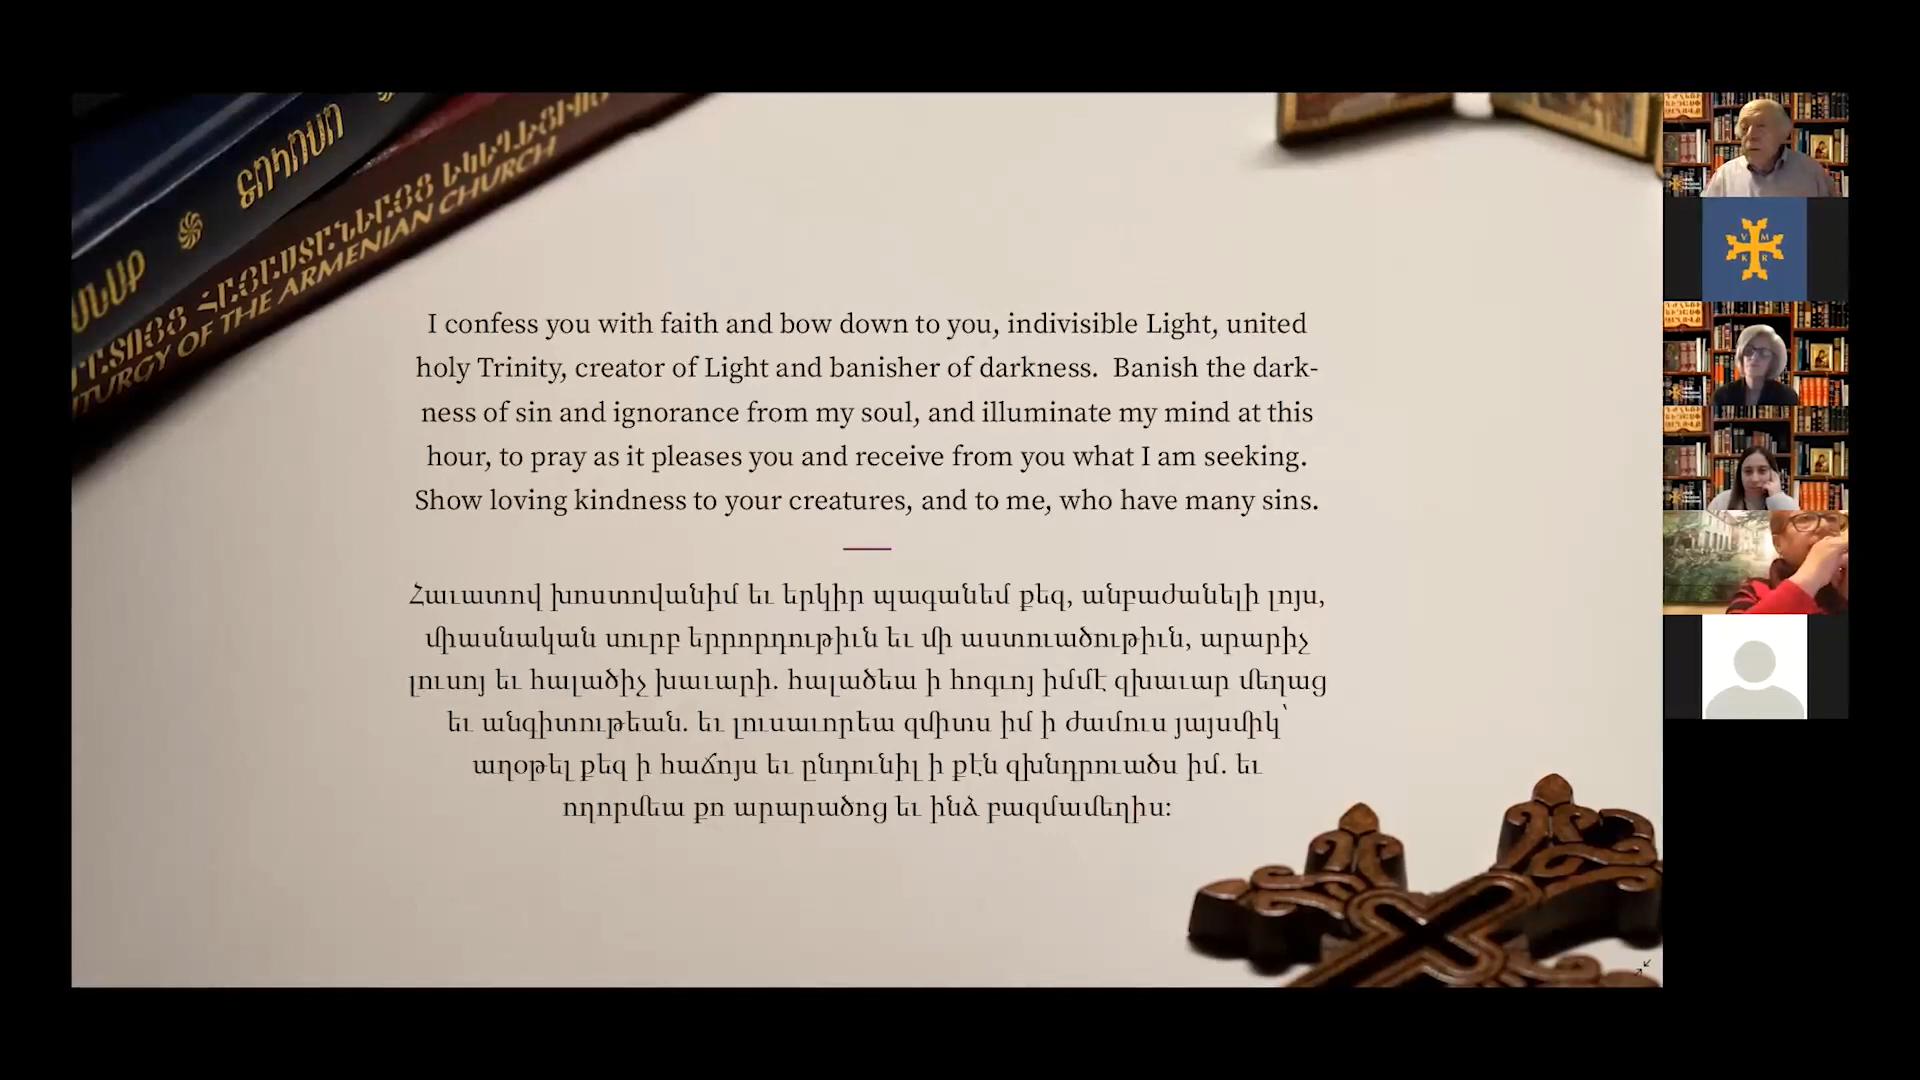 ՏՕՆԱՐԱՆ
ԼԻՏՈՒՐԳԻԱՅՑ ՀԱՅԱՍՏԱՆԵԱՅՑ ԵԿԵՂԵՑԻՈՅ
LITURGY OF THE ARMENIAN CHURCH
I confess you with faith and bow down to you, indivisible Light, united
holy Trinity, creator of Light and banisher of darkness.  Banish the dark-
ness of sin and ignorance from my soul, and illuminate my mind at this
hour, to pray as it pleases you and receive from you what I am seeking.
Show loving kindness to your creatures, and to me, who have many sins.
Հաւատով խոստովանիմ եւ երկիր պագանեմ քեզ, անբաժանելի լոյս,
միասնական սուրբ երրորդութիւն եւ մի աստուածութիւն, արարիչ
լուսոյ եւ հալածիչ խաւարի. հալածեա ի հոգւոյ իմմէ զխաւար մեղաց
եւ անգիտութեան. եւ լուսաւորեա զմիտս իմ ի ժամուս յայսմիկ՝
աղօթել քեզ ի հաճոյս եւ ընդունիլ ի քէն զխնդրուածս իմ. եւ
ողորմեա քո արարածոց եւ ինձ բազմամեղիս:
V M
K R